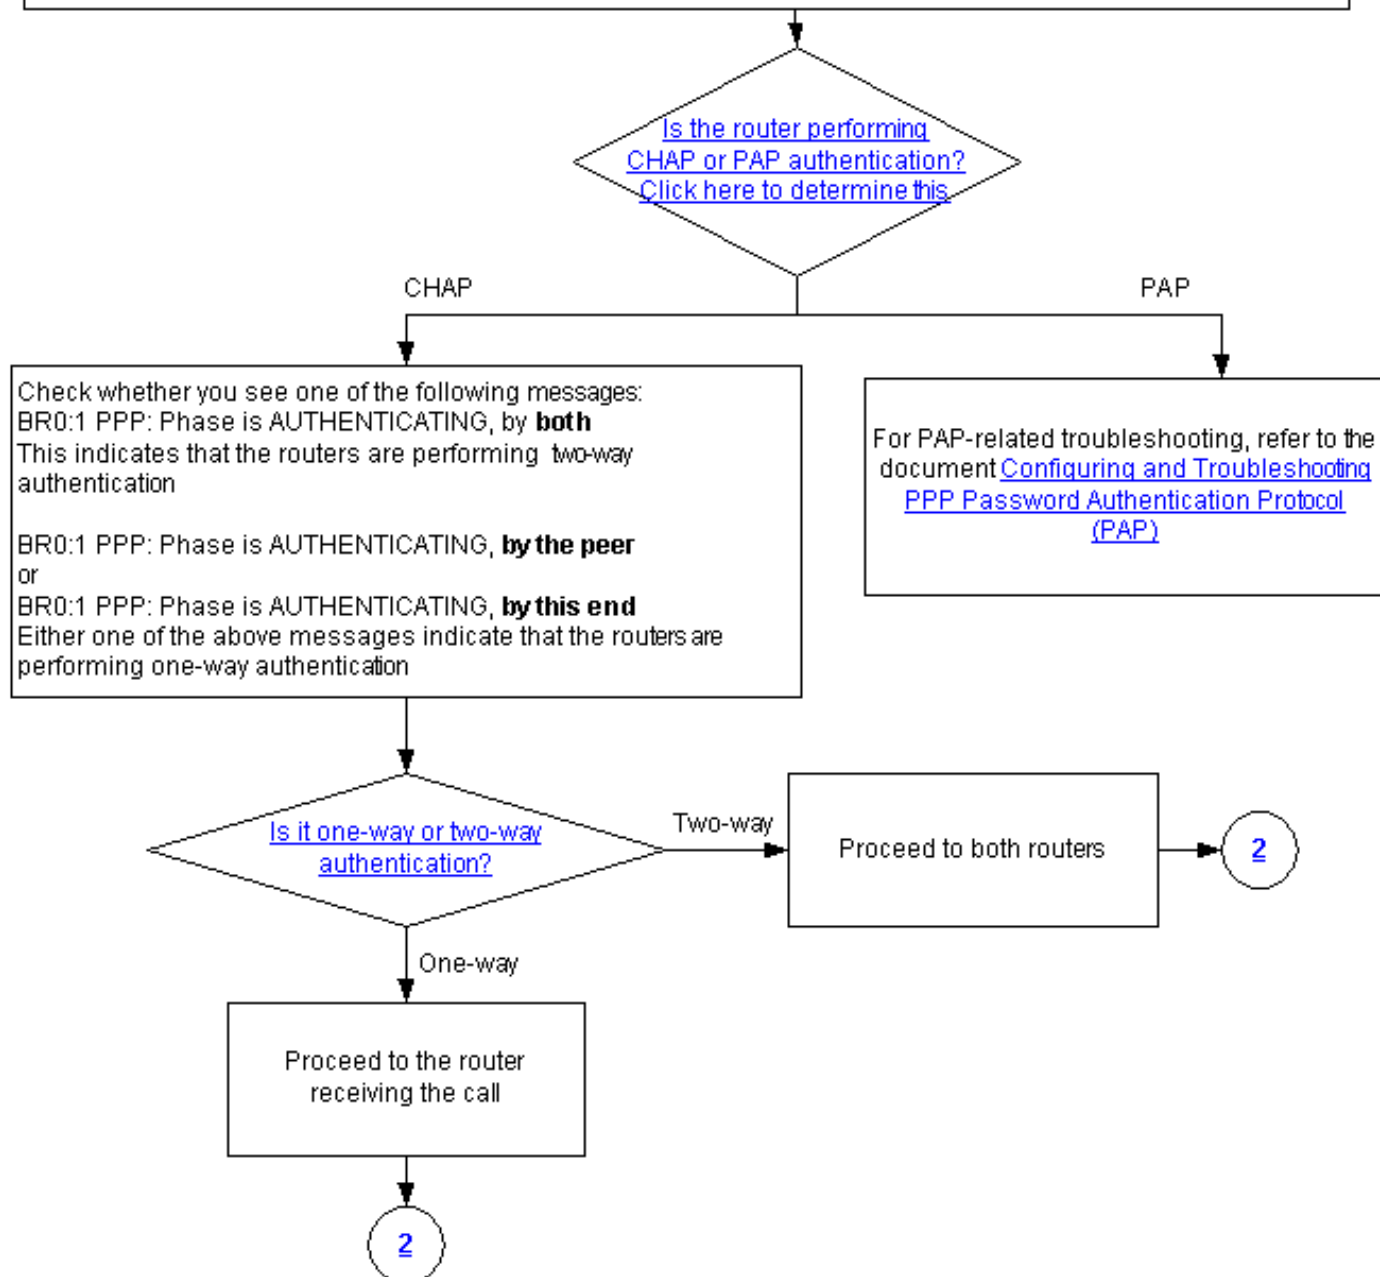 Is the router performing
CHAP or PAP authentication?
Click here to determine this
CHAP
PAP
Check whether you see one of the following messages:
BR0:1 PPP: Phase is AUTHENTICATING, by both
This indicates that the routers are performing two-way
authentication
BR0:1 PPP: Phase is AUTHENTICATING, by the peer
or
BR0:1 PPP: Phase is AUTHENTICATING, by this end
Either one of the above messages indicate that the routers are
performing one-way authentication
For PAP-related troubleshooting, refer to the
document Configuring and Troubleshooting
PPP Password Authentication Protocol
(PAP)
Is it one-way or two-way
authentication?
Two-way
Proceed to both routers
2
One-way
Proceed to the router
receiving the call
2